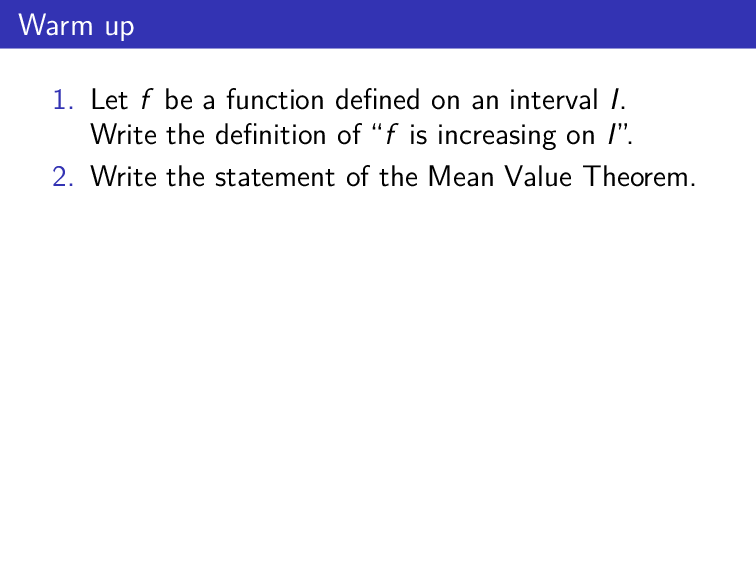 Warm up
1. Let f be a function defined on an interval I.
Write the definition of “f is increasing on I”.
2. Write the statement of the Mean Value Theorem.